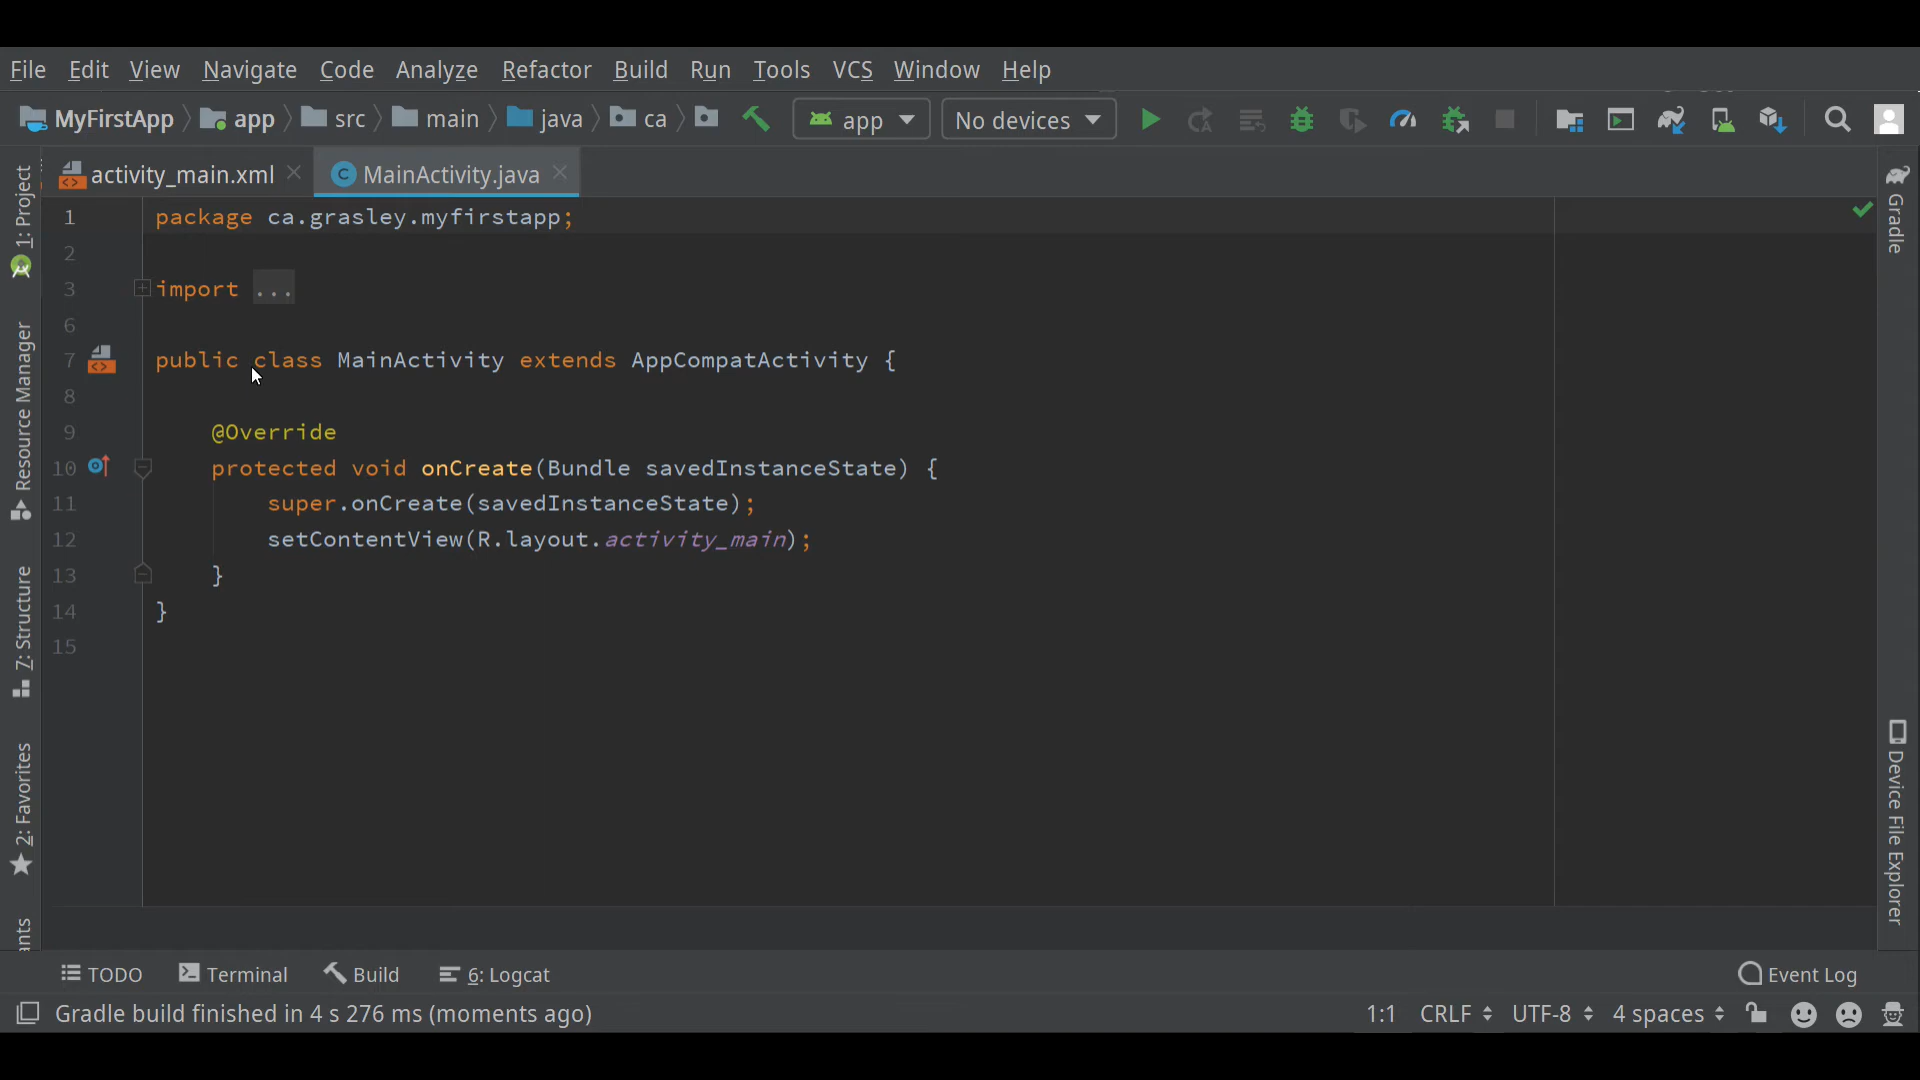 File Edit View Navigate Code Analyze Refactor Build Run Tools VCS Window Help
MyFirstApp app src main java ca app No devices
activity_main.xml MainActivity.java
1 package ca.grasley.myfirstapp;
2
3 import ...
6
7 public class MainActivity extends AppCompatActivity {
8
9 @Override
10 protected void onCreate(Bundle savedInstanceState) {
11 super.onCreate(savedInstanceState);
12 setContentView(R.layout.activity_main);
13 }
14 }
15
1: Project
Resource Manager
7: Structure
2: Favorites
Gradle
Device File Explorer
TODO Terminal Build 6: Logcat Event Log
Gradle build finished in 4 s 276 ms (moments ago) 1:1 CRLF UTF-8 4 spaces